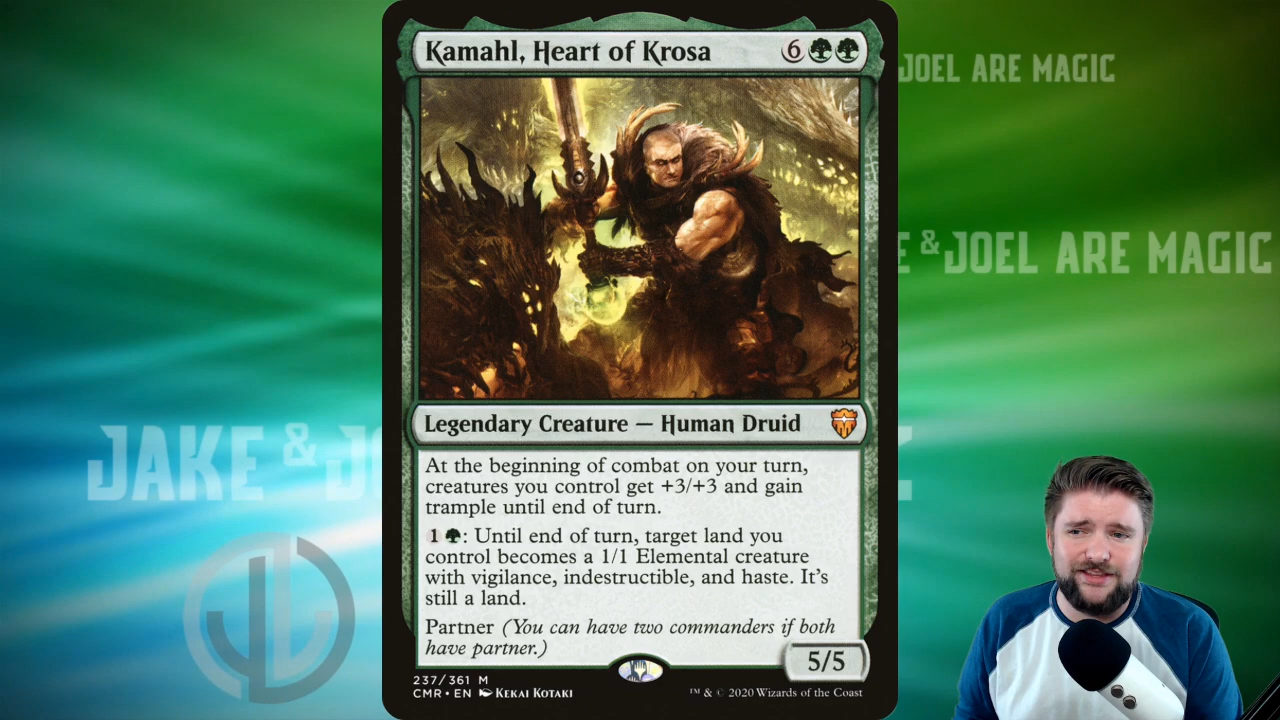 Kamahl, Heart of Krosa 6
JOEL ARE MAGIC
E & JOEL ARE MAGIC
JAKE & JO
Legendary Creature — Human Druid
At the beginning of combat on your turn,
creatures you control get +3/+3 and gain
trample until end of turn.
1 : Until end of turn, target land you
control becomes a 1/1 Elemental creature
with vigilance, indestructible, and haste. It's
still a land.
Partner (You can have two commanders if both
have partner.)
5/5
237/361 M
CMR • EN Kekai Kotaki
™ & © 2020 Wizards of the Coast